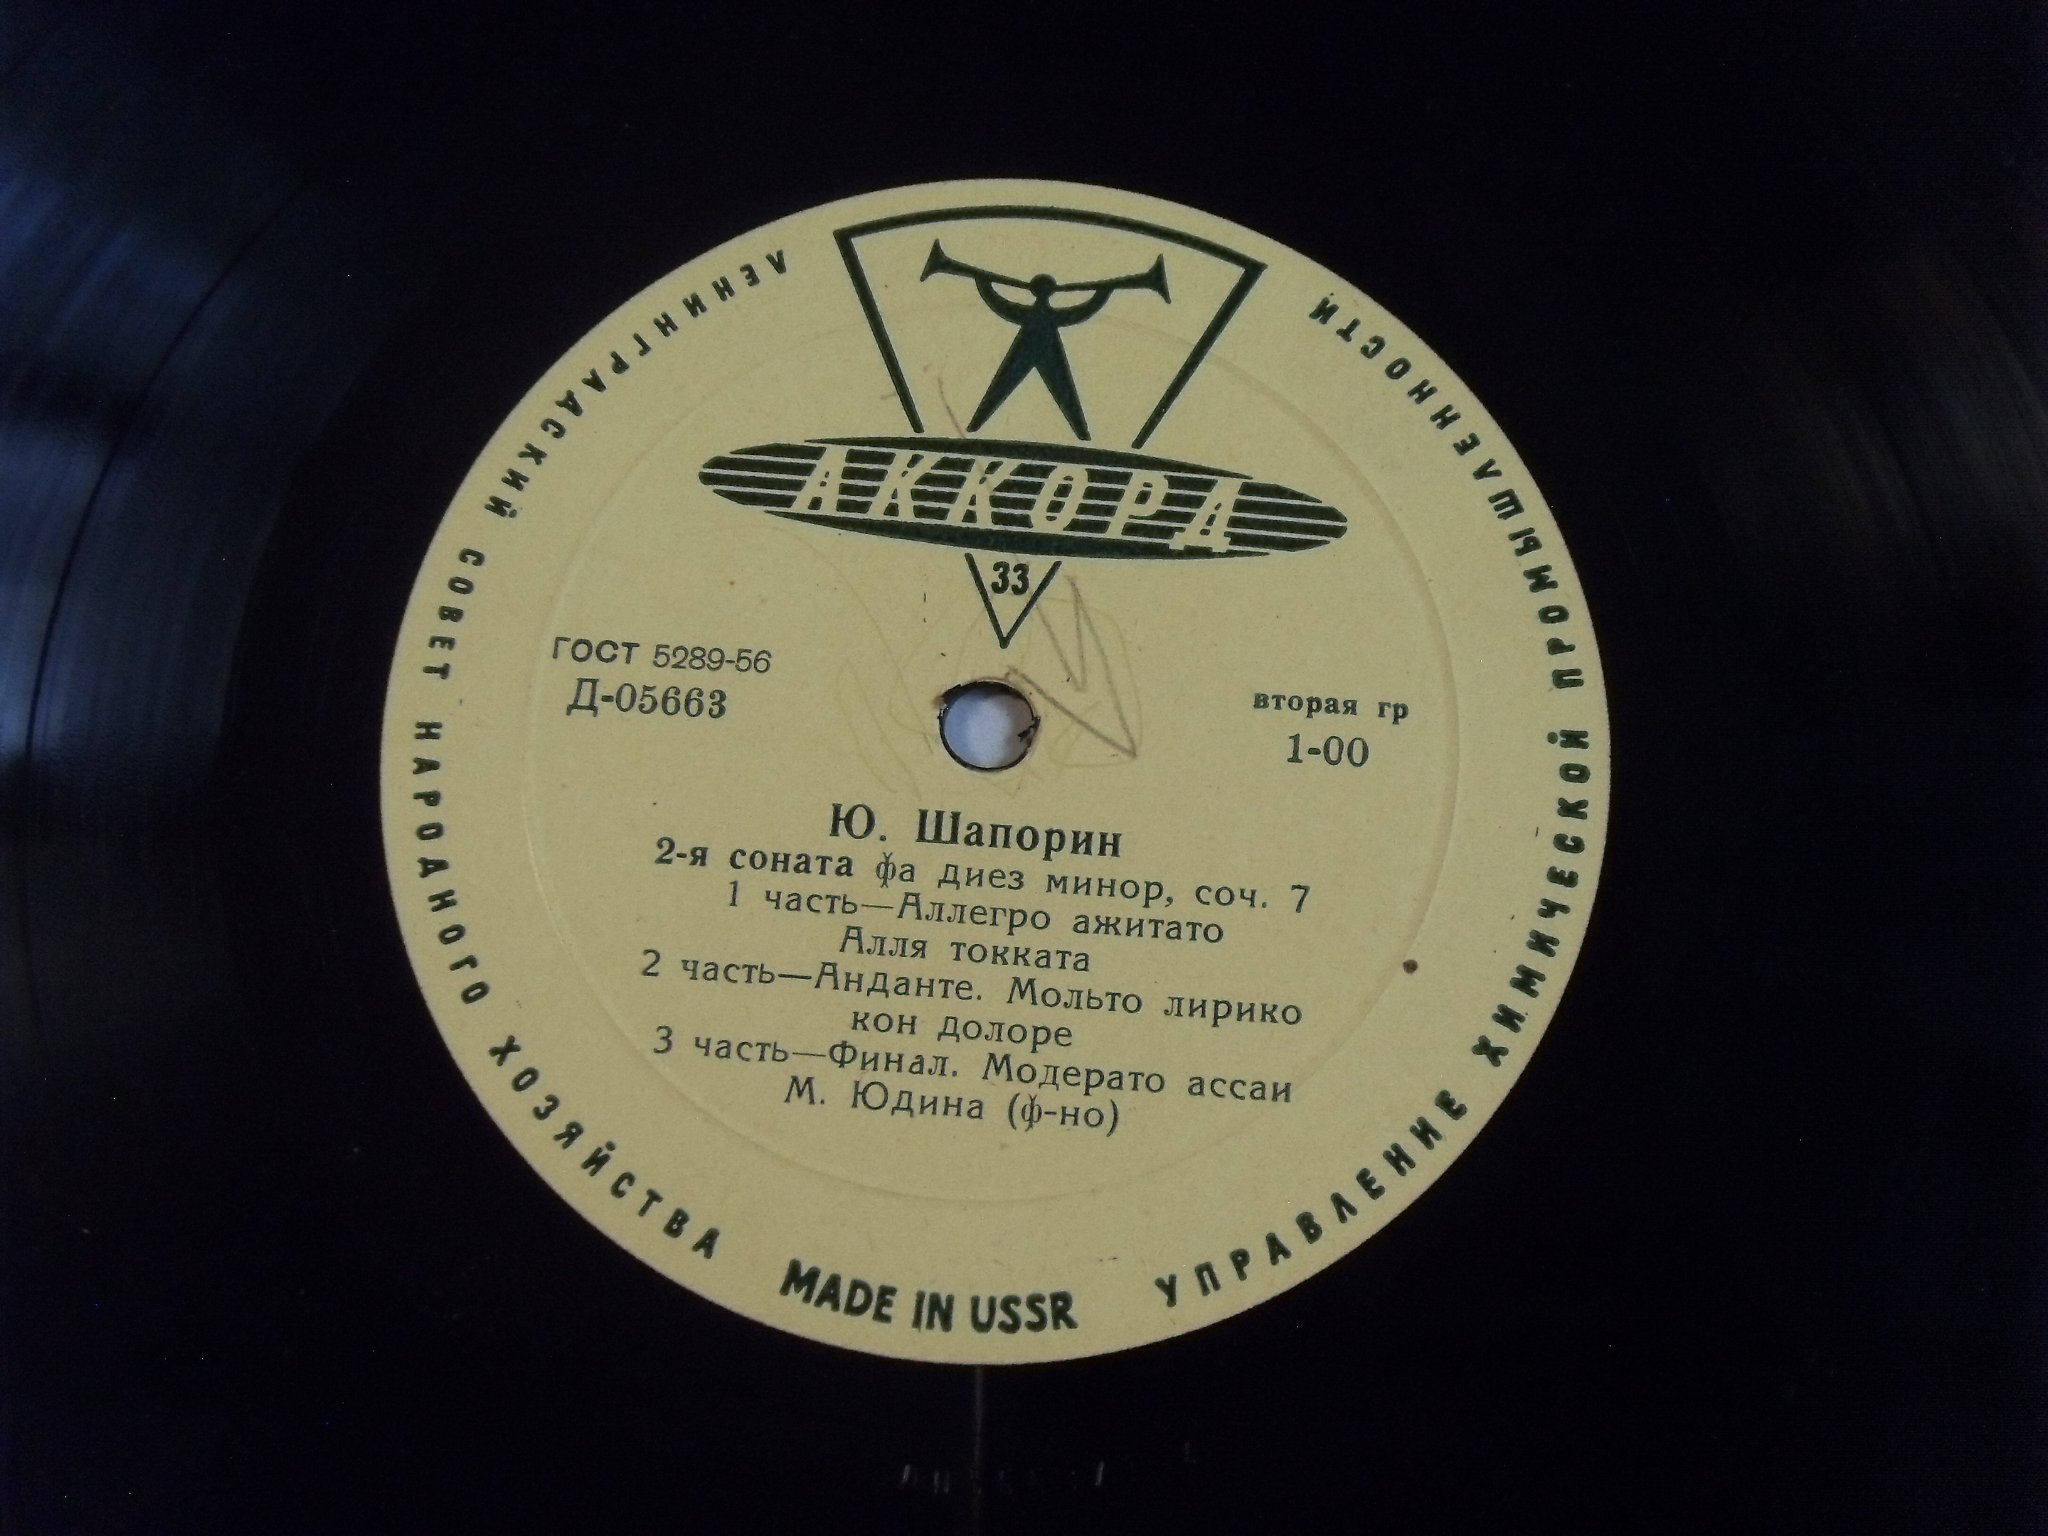 АККОРД
33
ГОСТ 5289-56
Д-05663
вторая гр
1-00
Ю. Шапорин
2-я соната фа диез минор, соч. 7
1 часть—Аллегро ажитато
Алля токката
2 часть—Анданте. Мольто лирико
кон долоре
3 часть—Финал. Модерато ассаи
М. Юдина (ф-но)
ЛЕНИНГРАДСКИЙ СОВЕТ НАРОДНОГО ХОЗЯЙСТВА
MADE IN USSR
УПРАВЛЕНИЕ ХИМИЧЕСКОЙ ПРОМЫШЛЕННОСТИ